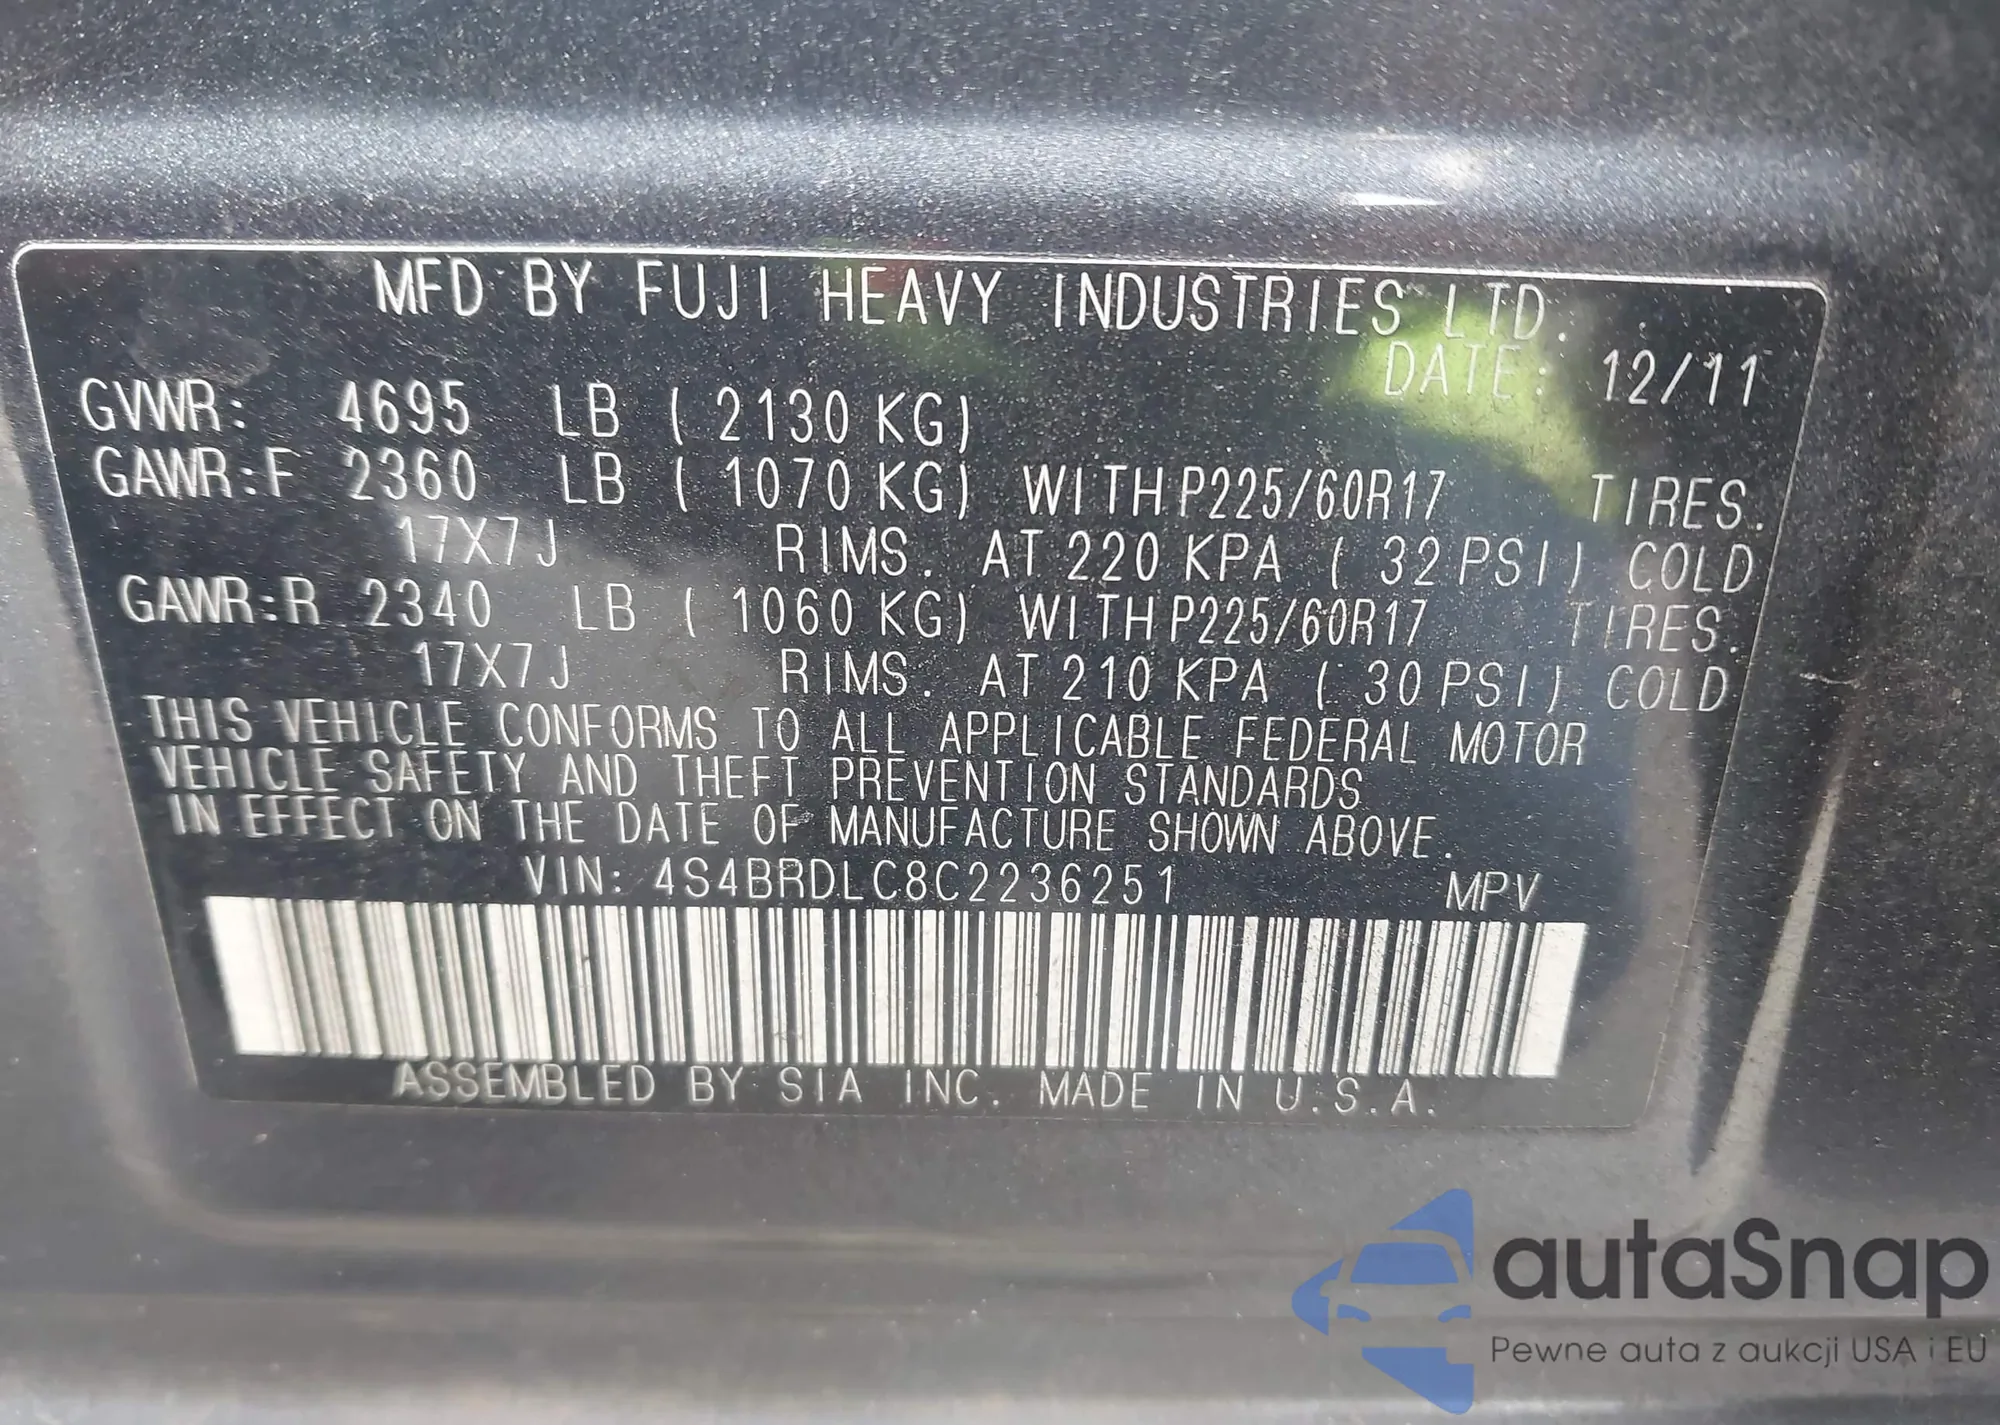 MFD BY FUJI HEAVY INDUSTRIES LTD.
DATE: 12/11
GVWR: 4695 LB ( 2130 KG)
GAWR:F 2360 LB ( 1070 KG) WITH P225/60R17 TIRES.
17X7J RIMS. AT 220 KPA ( 32 PSI) COLD
GAWR:R 2340 LB ( 1060 KG) WITH P225/60R17 TIRES.
17X7J RIMS. AT 210 KPA ( 30 PSI) COLD
THIS VEHICLE CONFORMS TO ALL APPLICABLE FEDERAL MOTOR
VEHICLE SAFETY AND THEFT PREVENTION STANDARDS
IN EFFECT ON THE DATE OF MANUFACTURE SHOWN ABOVE.
VIN: 4S4BRDLC8C2236251 MPV
ASSEMBLED BY SIA INC. MADE IN U.S.A.
autaSnap
Pewne auta z aukcji USA i EU